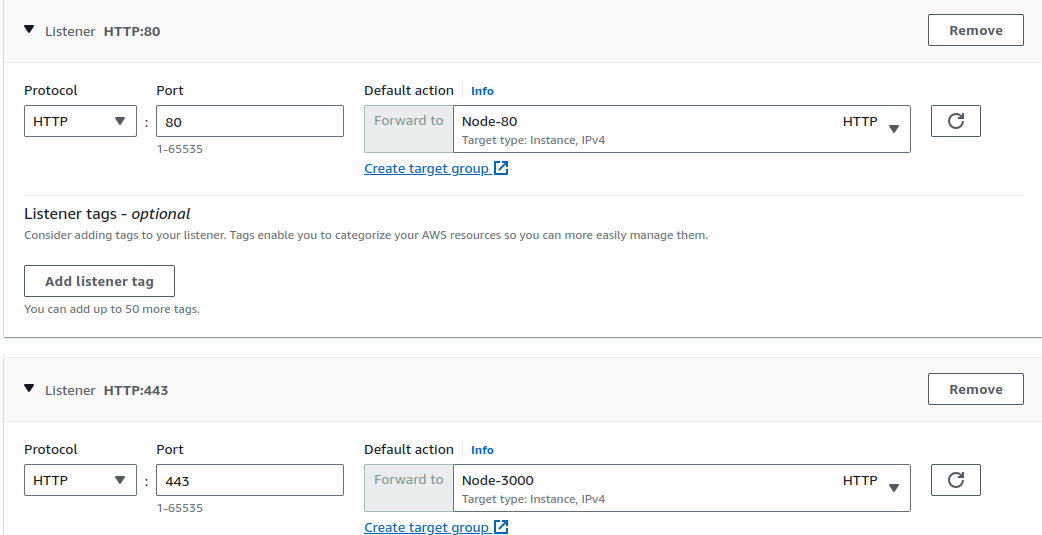 Listener HTTP:80
Remove
Protocol
Port
Default action Info
HTTP
:
80
Forward to
Node-80
HTTP
Target type: Instance, IPv4
1-65535
Create target group
Listener tags - optional
Consider adding tags to your listener. Tags enable you to categorize your AWS resources so you can more easily manage them.
Add listener tag
You can add up to 50 more tags.
Listener HTTP:443
Remove
Protocol
Port
Default action Info
HTTP
:
443
Forward to
Node-3000
HTTP
Target type: Instance, IPv4
1-65535
Create target group